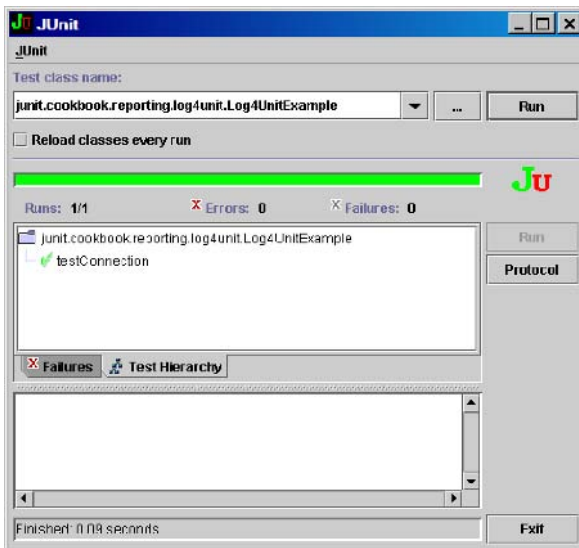 JU JUnit
JUnit
Test class name:
junit.cookbook.reporting.log4unit.Log4UnitExample
...
Run
Reload classes every run
JU
Runs: 1/1
X Errors: 0
X Failures: 0
junit.cookbook.reporting.log4unit.Log4UnitExample
Run
testConnection
Protocol
X Failures
Test Hierarchy
Finished: 0.09 seconds
Exit